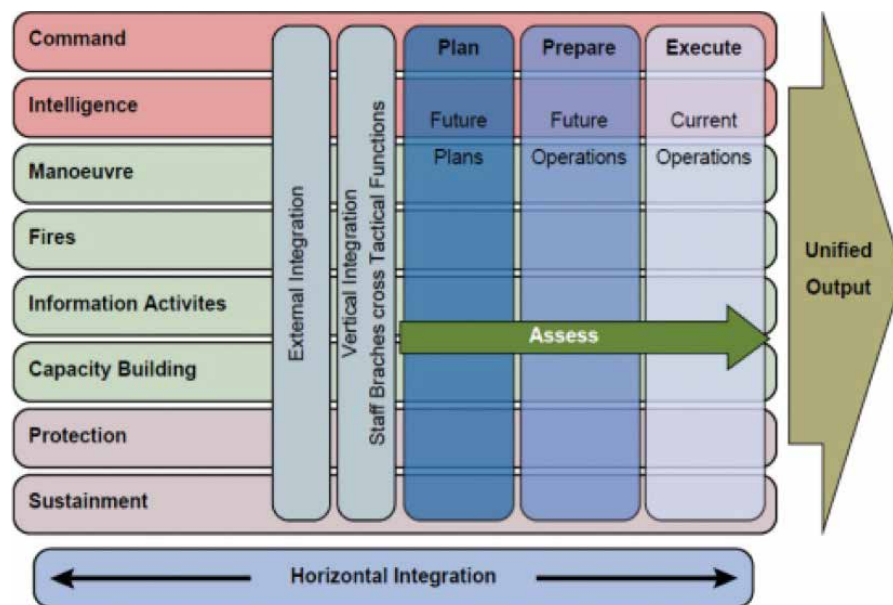 Command
Intelligence
Manoeuvre
Fires
Information Activites
Capacity Building
Protection
Sustainment
External Integration
Vertical Integration
Staff Braches cross Tactical Functions
Plan
Future
Plans
Prepare
Future
Operations
Execute
Current
Operations
Assess
Unified
Output
Horizontal Integration